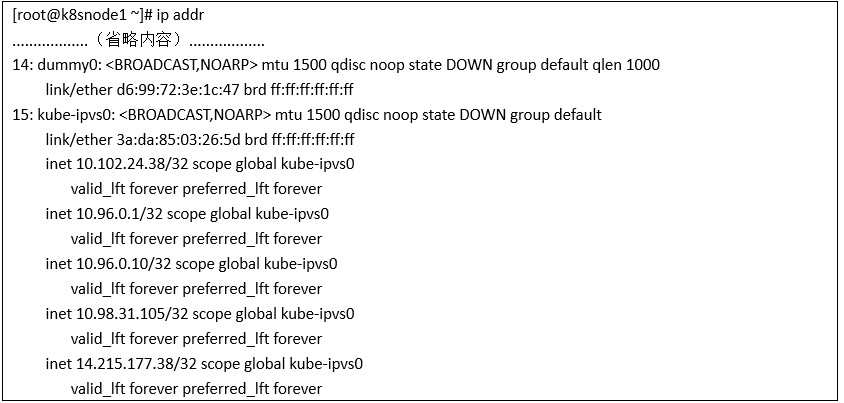 [root@k8snode1 ~]# ip addr
..................（省略内容）..................
14: dummy0: <BROADCAST,NOARP> mtu 1500 qdisc noop state DOWN group default qlen 1000
link/ether d6:99:72:3e:1c:47 brd ff:ff:ff:ff:ff:ff
15: kube-ipvs0: <BROADCAST,NOARP> mtu 1500 qdisc noop state DOWN group default
link/ether 3a:da:85:03:26:5d brd ff:ff:ff:ff:ff:ff
inet 10.102.24.38/32 scope global kube-ipvs0
valid_lft forever preferred_lft forever
inet 10.96.0.1/32 scope global kube-ipvs0
valid_lft forever preferred_lft forever
inet 10.96.0.10/32 scope global kube-ipvs0
valid_lft forever preferred_lft forever
inet 10.98.31.105/32 scope global kube-ipvs0
valid_lft forever preferred_lft forever
inet 14.215.177.38/32 scope global kube-ipvs0
valid_lft forever preferred_lft forever